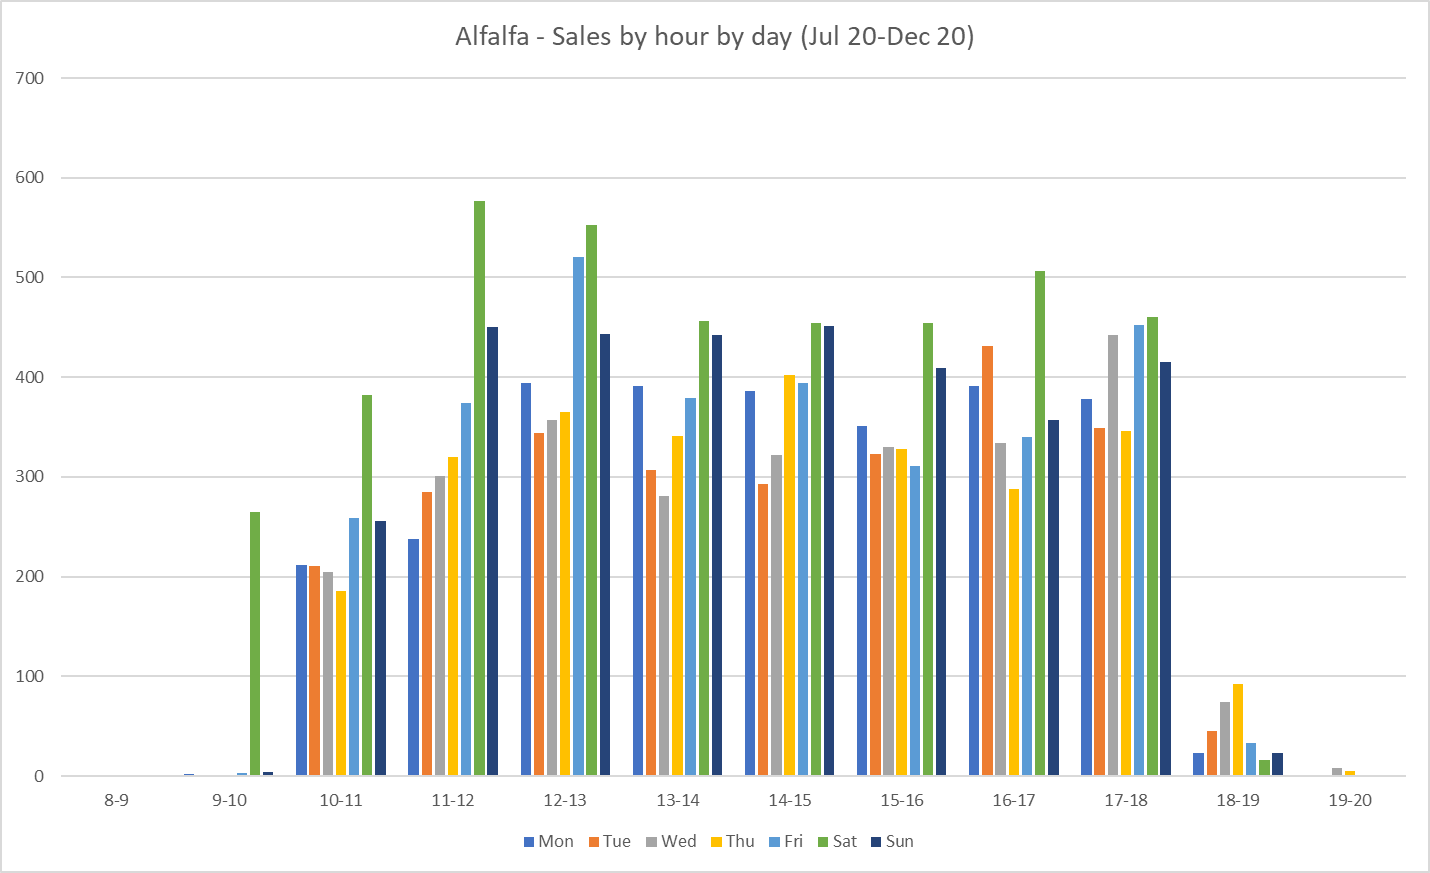 Alfalfa - Sales by hour by day (Jul 20-Dec 20)
700
600
500
400
300
200
100
0
8-9 9-10 10-11 11-12 12-13 13-14 14-15 15-16 16-17 17-18 18-19 19-20
Mon Tue Wed Thu Fri Sat Sun